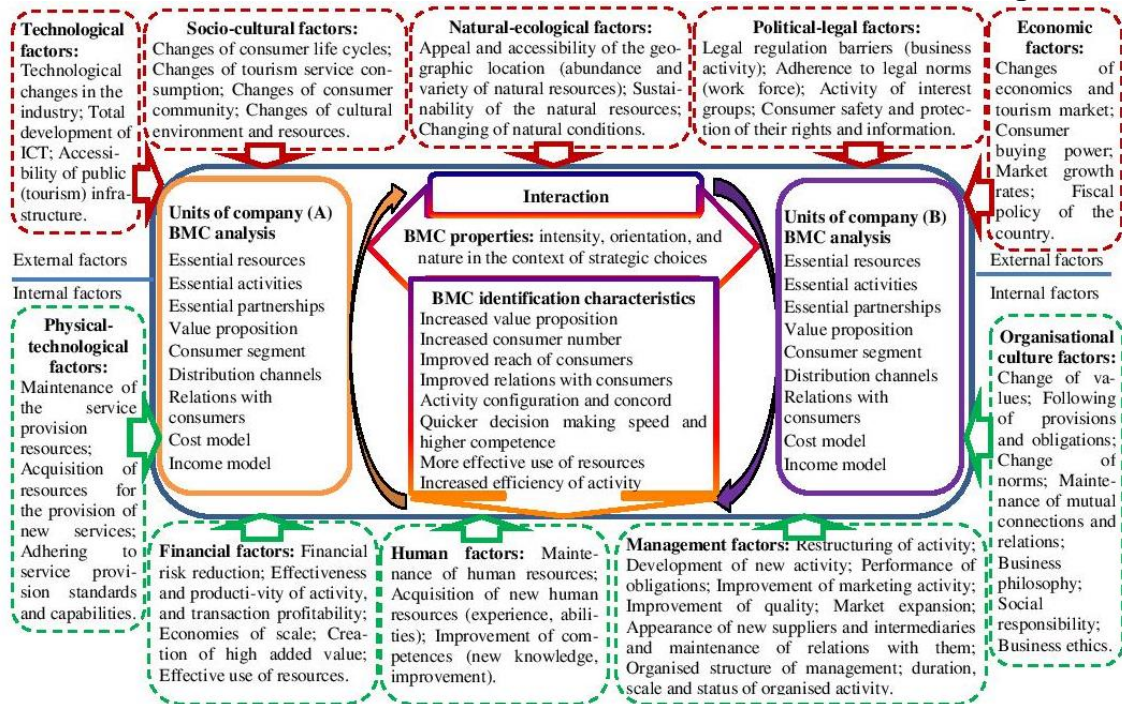 Technological
factors:
Technological
changes in the
industry; Total
development of
ICT; Accessi-
bility of public
(tourism) infra-
structure.
Socio-cultural factors:
Changes of consumer life cycles;
Changes of tourism service con-
sumption; Changes of consumer
community; Changes of cultural
environment and resources.
Natural-ecological factors:
Appeal and accessibility of the geo-
graphic location (abundance and
variety of natural resources); Sustai-
nability of the natural resources;
Changing of natural conditions.
Political-legal factors:
Legal regulation barriers (business
activity); Adherence to legal norms
(work force); Activity of interest
groups; Consumer safety and protec-
tion of their rights and information.
Economic
factors:
Changes of
economics and
tourism market;
Consumer
buying power;
Market growth
rates; Fiscal
policy of the
country.
External factors
Internal factors
Units of company (A)
BMC analysis
Essential resources
Essential activities
Essential partnerships
Value proposition
Consumer segment
Distribution channels
Relations with
consumers
Cost model
Income model
Interaction
BMC properties: intensity, orientation, and
nature in the context of strategic choices
BMC identification characteristics
Increased value proposition
Increased consumer number
Improved reach of consumers
Improved relations with consumers
Activity configuration and concord
Quicker decision making speed and
higher competence
More effective use of resources
Increased efficiency of activity
Units of company (B)
BMC analysis
Essential resources
Essential activities
Essential partnerships
Value proposition
Consumer segment
Distribution channels
Relations with
consumers
Cost model
Income model
External factors
Internal factors
Physical-
technological
factors:
Maintenance of
the service
provision
resources;
Acquisition of
resources for
the provision of
new services;
Adhering to
service provi-
sion standards
and capabilities.
Financial factors: Financial
risk reduction; Effectiveness
and producti-vity of activity,
and transaction profitability;
Economies of scale; Crea-
tion of high added value;
Effective use of resources.
Human factors: Mainte-
nance of human resources;
Acquisition of new human
resources (experience, abili-
ties); Improvement of com-
petences (new knowledge,
improvement).
Management factors: Restructuring of activity;
Development of new activity; Performance of
obligations; Improvement of marketing activity;
Improvement of quality; Market expansion;
Appearance of new suppliers and intermediaries
and maintenance of relations with them;
Organised structure of management; duration,
scale and status of organised activity.
Organisational
culture factors:
Change of va-
lues; Following
of provisions
and obligations;
Change of
norms; Mainte-
nance of mutual
connections and
relations;
Business
philosophy;
Social
responsibility;
Business ethics.